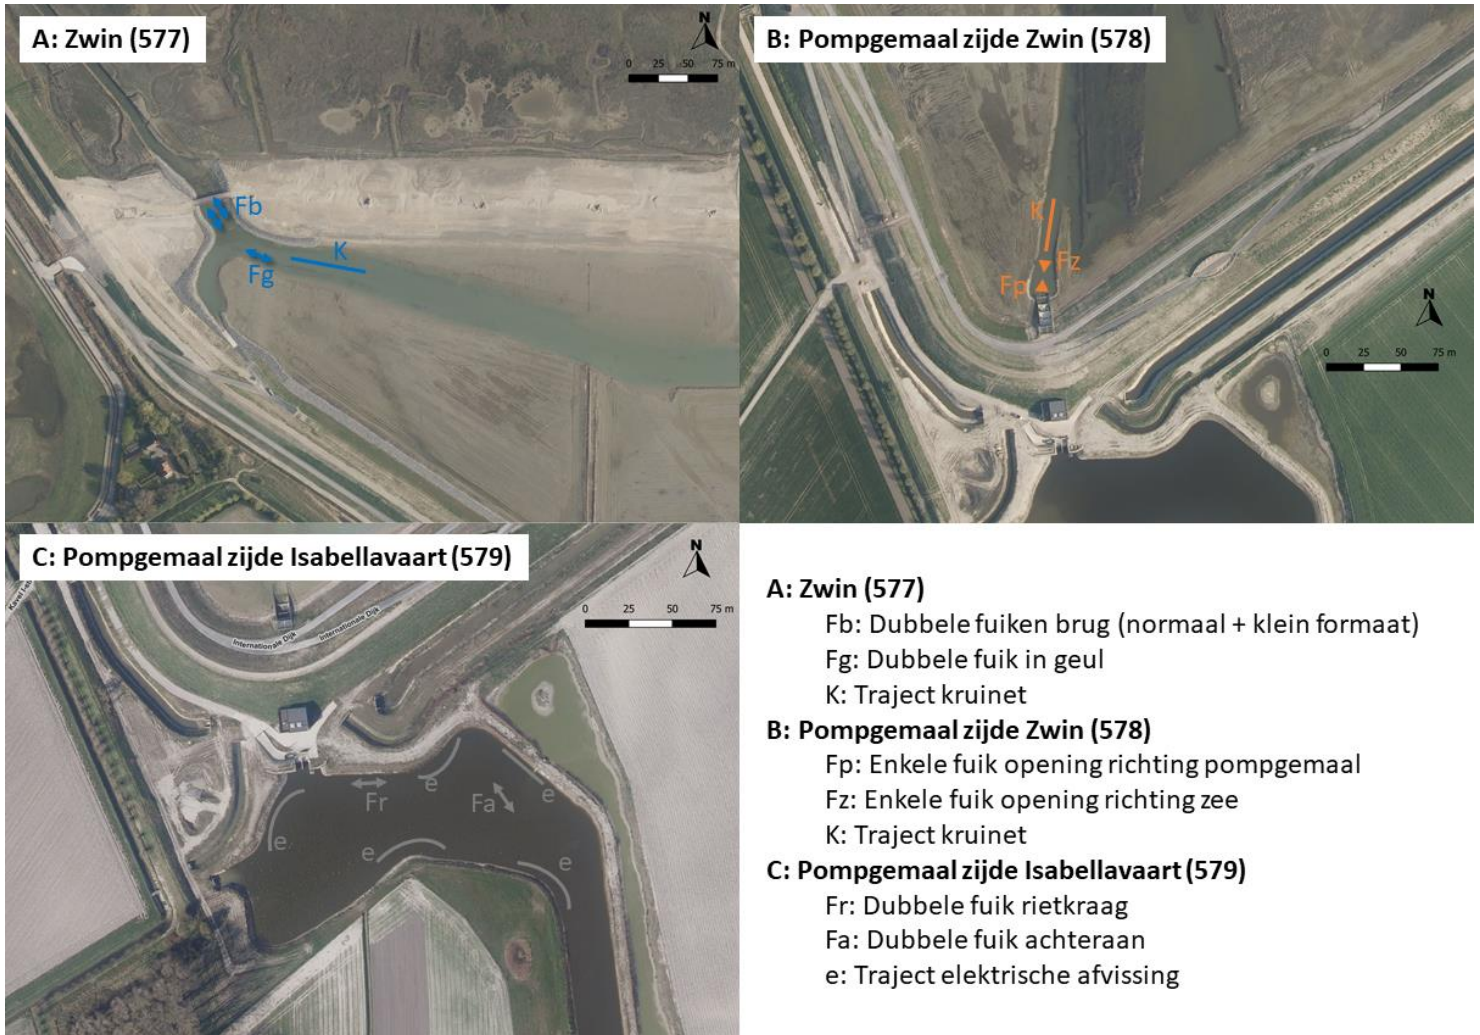 A: Zwin (577)
N
0 25 50 75 m
Fb
Fg
K
B: Pompgemaal zijde Zwin (578)
K
Fz
Fp
N
0 25 50 75 m
C: Pompgemaal zijde Isabellavaart (579)
N
0 25 50 75 m
Internationale Dijk
Internationale Dijk
Fr
e
Fa
e
e
e
e
A: Zwin (577)
Fb: Dubbele fuiken brug (normaal + klein formaat)
Fg: Dubbele fuik in geul
K: Traject kruinet
B: Pompgemaal zijde Zwin (578)
Fp: Enkele fuik opening richting pompgemaal
Fz: Enkele fuik opening richting zee
K: Traject kruinet
C: Pompgemaal zijde Isabellavaart (579)
Fr: Dubbele fuik rietkraag
Fa: Dubbele fuik achteraan
e: Traject elektrische afvissing